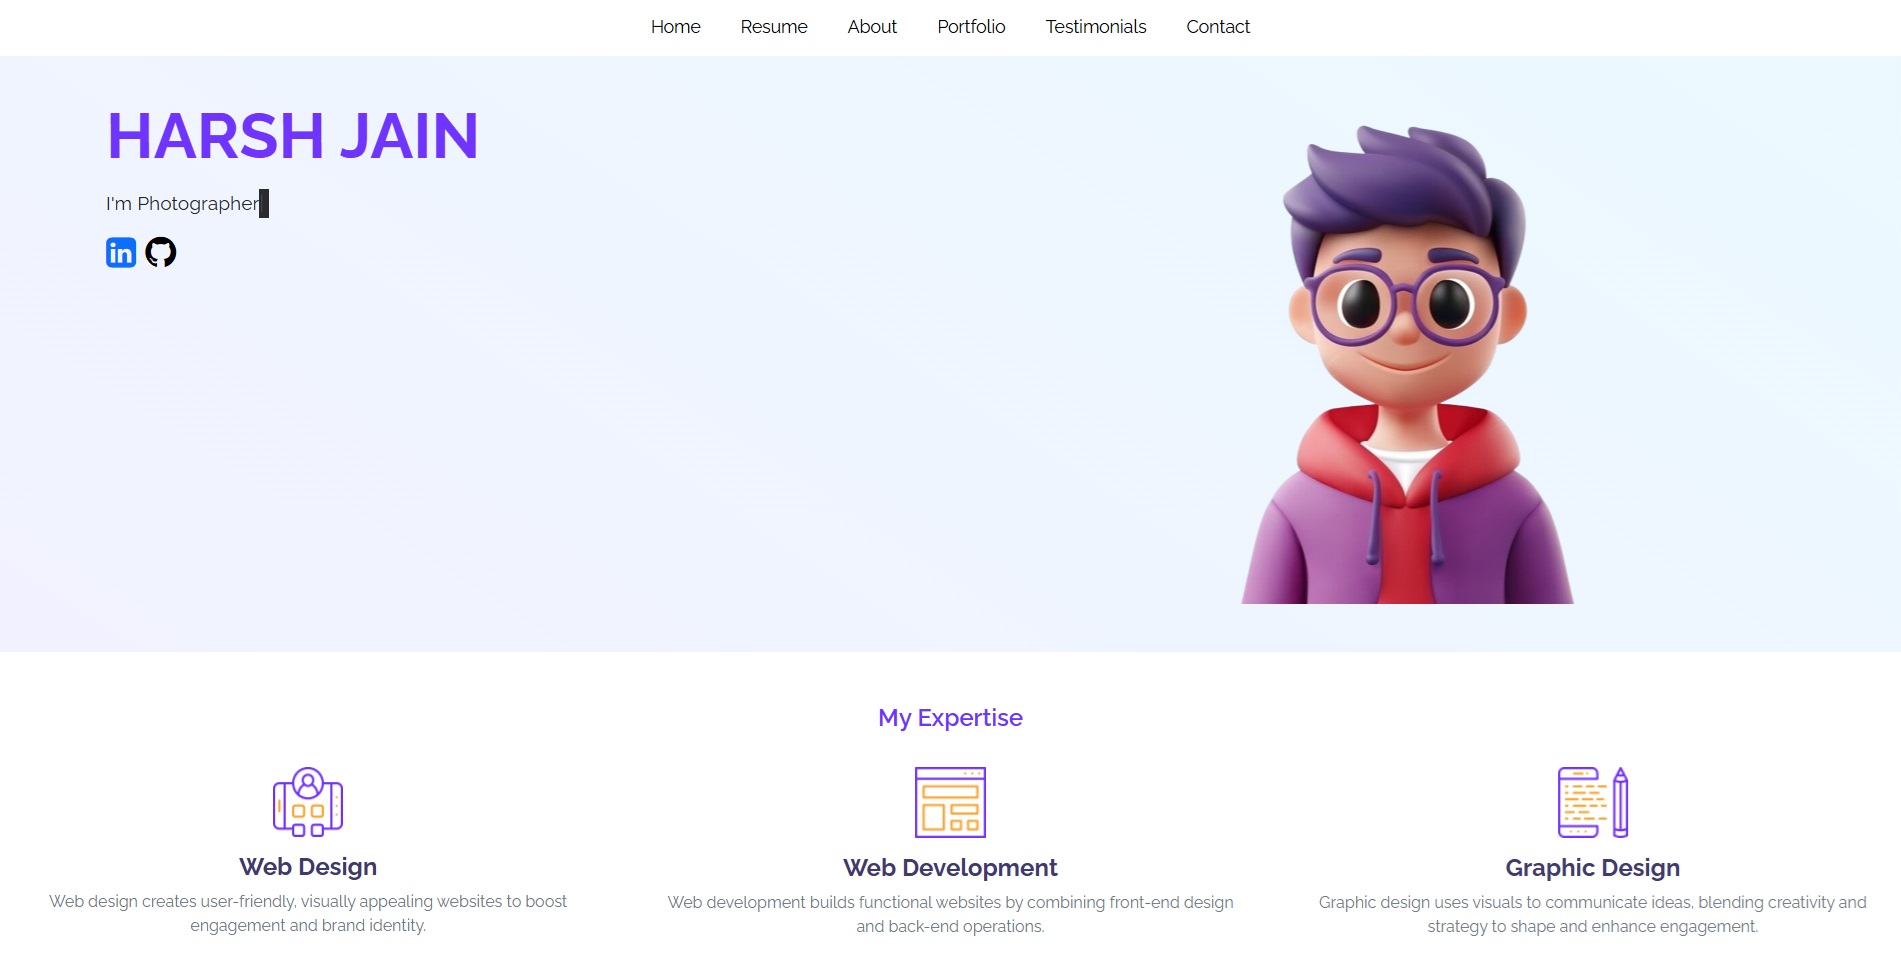 Home Resume About Portfolio Testimonials Contact
HARSH JAIN
I'm Photographer
in
My Expertise
Web Design
Web design creates user-friendly, visually appealing websites to boost
engagement and brand identity.
Web Development
Web development builds functional websites by combining front-end design
and back-end operations.
Graphic Design
Graphic design uses visuals to communicate ideas, blending creativity and
strategy to shape and enhance engagement.